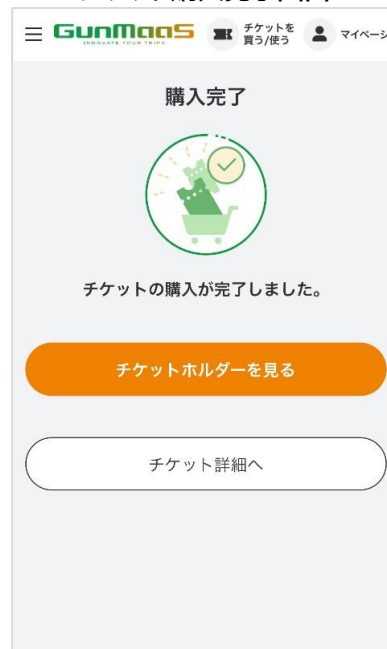 GunMaaS
INNOVATE YOUR TRIPS
チケットを
買う/使う
マイページ
購入完了
チケットの購入が完了しました。
チケットホルダーを見る
チケット詳細へ